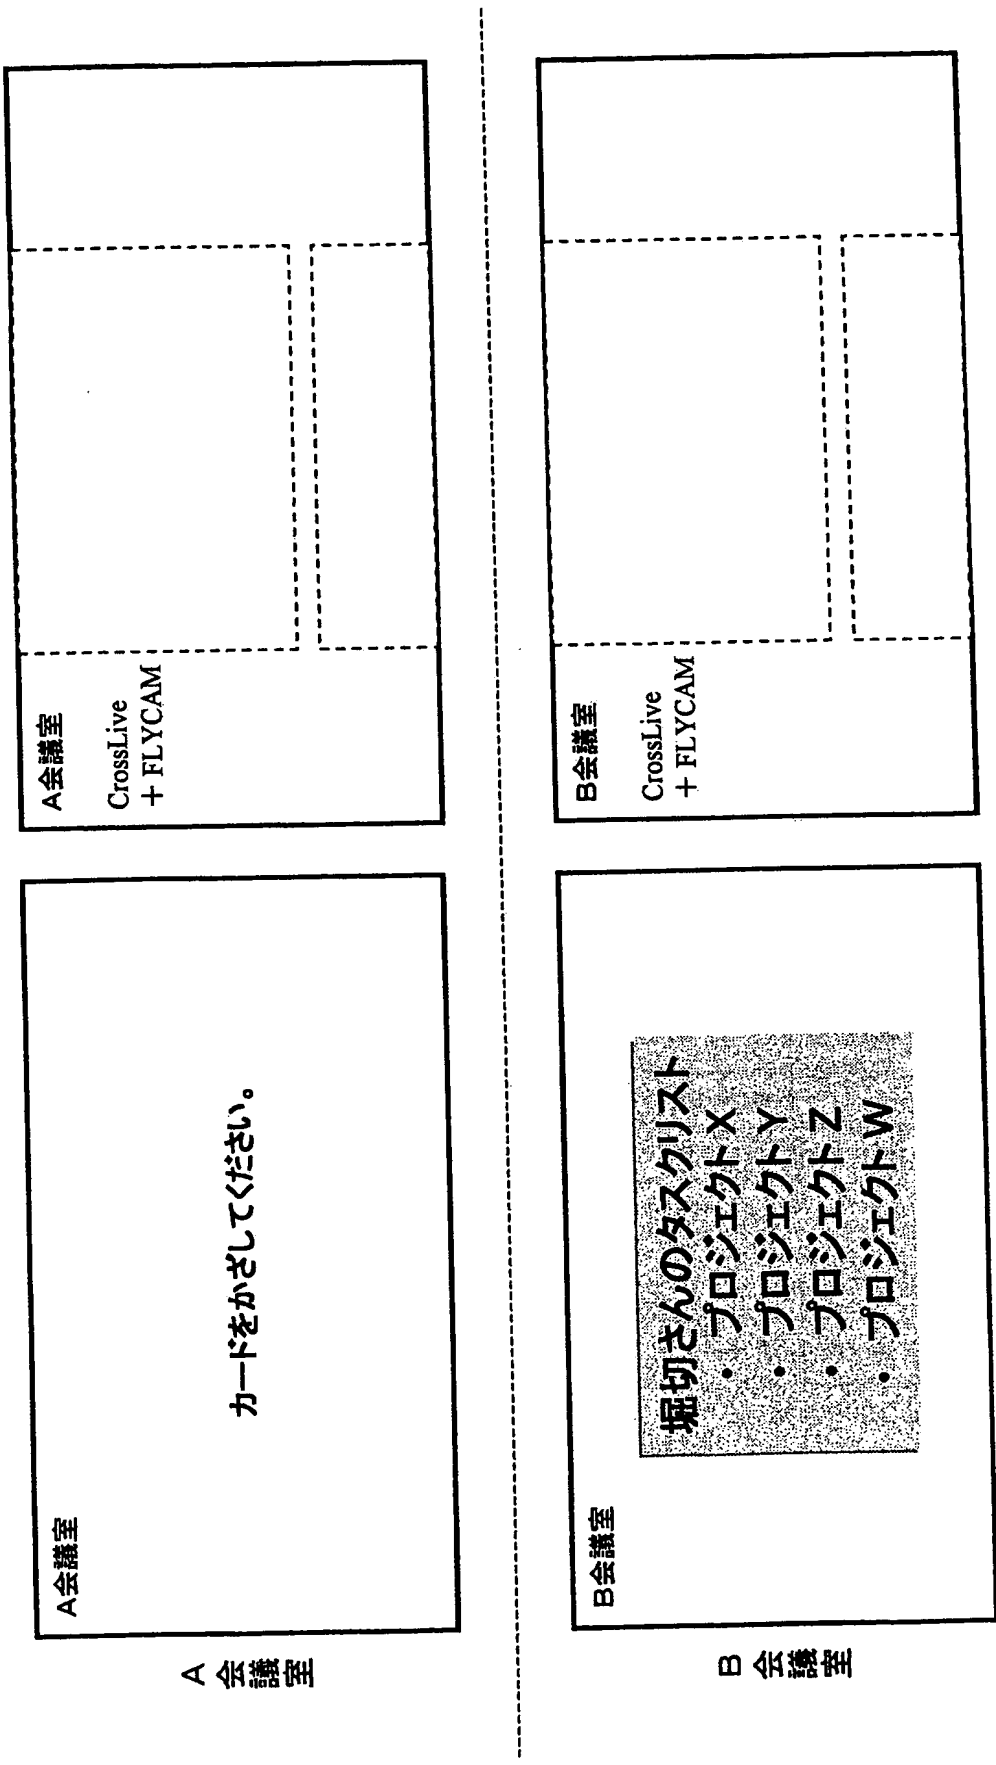 A会議室
A会議室
カードをかざしてください。
A会議室
CrossLive
+ FLYCAM
B会議室
B会議室
堀切さんのタスクリスト
・ プロジェクトX
・ プロジェクトY
・ プロジェクトZ
・ プロジェクトW
B会議室
CrossLive
+ FLYCAM